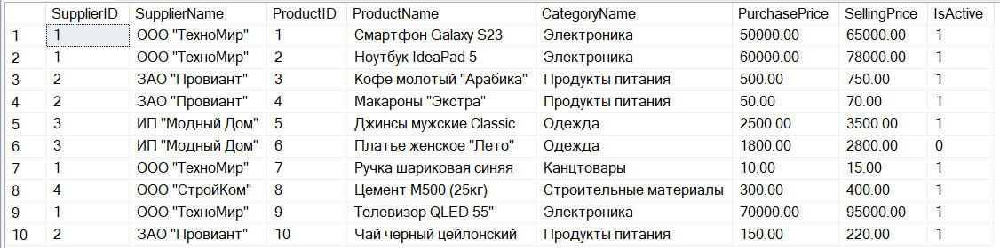 SupplierID SupplierName ProductID ProductName CategoryName PurchasePrice SellingPrice IsActive
1 1 ООО "ТехноМир" 1 Смартфон Galaxy S23 Электроника 50000.00 65000.00 1
2 1 ООО "ТехноМир" 2 Ноутбук IdeaPad 5 Электроника 60000.00 78000.00 1
3 2 ЗАО "Провиант" 3 Кофе молотый "Арабика" Продукты питания 500.00 750.00 1
4 2 ЗАО "Провиант" 4 Макароны "Экстра" Продукты питания 50.00 70.00 1
5 3 ИП "Модный Дом" 5 Джинсы мужские Classic Одежда 2500.00 3500.00 1
6 3 ИП "Модный Дом" 6 Платье женское "Лето" Одежда 1800.00 2800.00 0
7 1 ООО "ТехноМир" 7 Ручка шариковая синяя Канцтовары 10.00 15.00 1
8 4 ООО "СтройКом" 8 Цемент М500 (25кг) Строительные материалы 300.00 400.00 1
9 1 ООО "ТехноМир" 9 Телевизор QLED 55" Электроника 70000.00 95000.00 1
10 2 ЗАО "Провиант" 10 Чай черный цейлонский Продукты питания 150.00 220.00 1